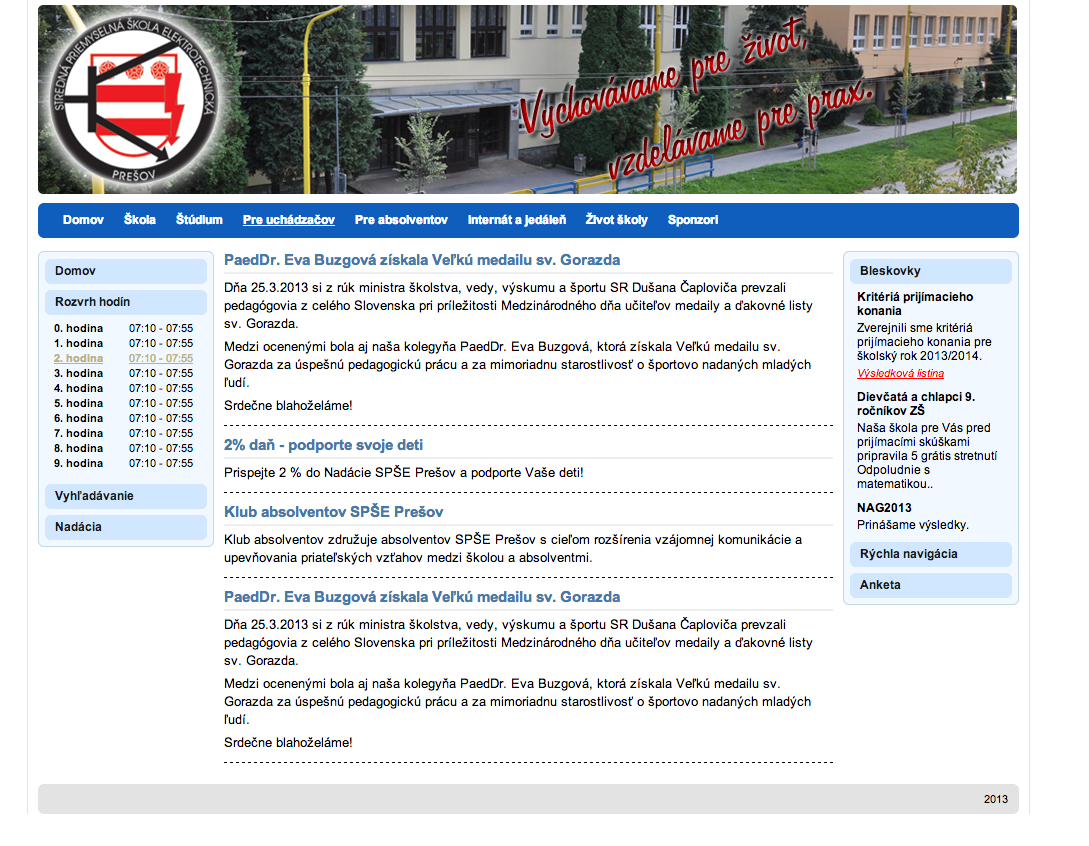 STREDNÁ PRIEMYSELNÁ ŠKOLA ELEKTROTECHNICKÁ
PREŠOV
Vychovávame pre život,
vzdelávame pre prax.
Domov Škola Štúdium Pre uchádzačov Pre absolventov Internát a jedáleň Život školy Sponzori
Domov
Rozvrh hodín
0. hodina 07:10 - 07:55
1. hodina 07:10 - 07:55
2. hodina 07:10 - 07:55
3. hodina 07:10 - 07:55
4. hodina 07:10 - 07:55
5. hodina 07:10 - 07:55
6. hodina 07:10 - 07:55
7. hodina 07:10 - 07:55
8. hodina 07:10 - 07:55
9. hodina 07:10 - 07:55
Vyhľadávanie
Nadácia
PaedDr. Eva Buzgová získala Veľkú medailu sv. Gorazda
Dňa 25.3.2013 si z rúk ministra školstva, vedy, výskumu a športu SR Dušana Čaploviča prevzali
pedagógovia z celého Slovenska pri príležitosti Medzinárodného dňa učiteľov medaily a ďakovné listy
sv. Gorazda.
Medzi ocenenými bola aj naša kolegyňa PaedDr. Eva Buzgová, ktorá získala Veľkú medailu sv.
Gorazda za úspešnú pedagogickú prácu a za mimoriadnu starostlivosť o športovo nadaných mladých
ľudí.
Srdečne blahoželáme!
2% daň - podporte svoje deti
Prispejte 2 % do Nadácie SPŠE Prešov a podporte Vaše deti!
Klub absolventov SPŠE Prešov
Klub absolventov združuje absolventov SPŠE Prešov s cieľom rozšírenia vzájomnej komunikácie a
upevňovania priateľských vzťahov medzi školou a absolventmi.
PaedDr. Eva Buzgová získala Veľkú medailu sv. Gorazda
Dňa 25.3.2013 si z rúk ministra školstva, vedy, výskumu a športu SR Dušana Čaploviča prevzali
pedagógovia z celého Slovenska pri príležitosti Medzinárodného dňa učiteľov medaily a ďakovné listy
sv. Gorazda.
Medzi ocenenými bola aj naša kolegyňa PaedDr. Eva Buzgová, ktorá získala Veľkú medailu sv.
Gorazda za úspešnú pedagogickú prácu a za mimoriadnu starostlivosť o športovo nadaných mladých
ľudí.
Srdečne blahoželáme!
Bleskovky
Kritériá prijímacieho
konania
Zverejnili sme kritériá
prijímacieho konania pre
školský rok 2013/2014.
Výsledková listina
Dievčatá a chlapci 9.
ročníkov ZŠ
Naša škola pre Vás pred
prijímacími skúškami
pripravila 5 grátis stretnutí
Odpoludnie s
matematikou..
NAG2013
Prinášame výsledky.
Rýchla navigácia
Anketa
2013